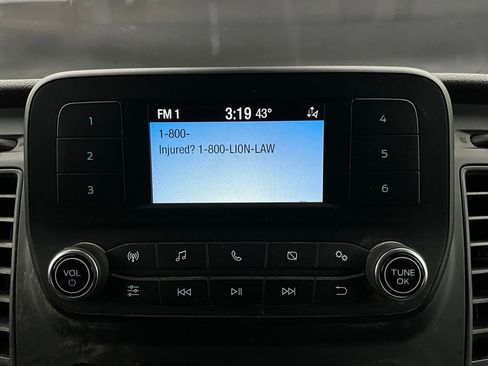 FM 1 3:19 43°
1-800-
Injured? 1-800-LION-LAW
1
2
3
4
5
6
VOL
TUNE
OK